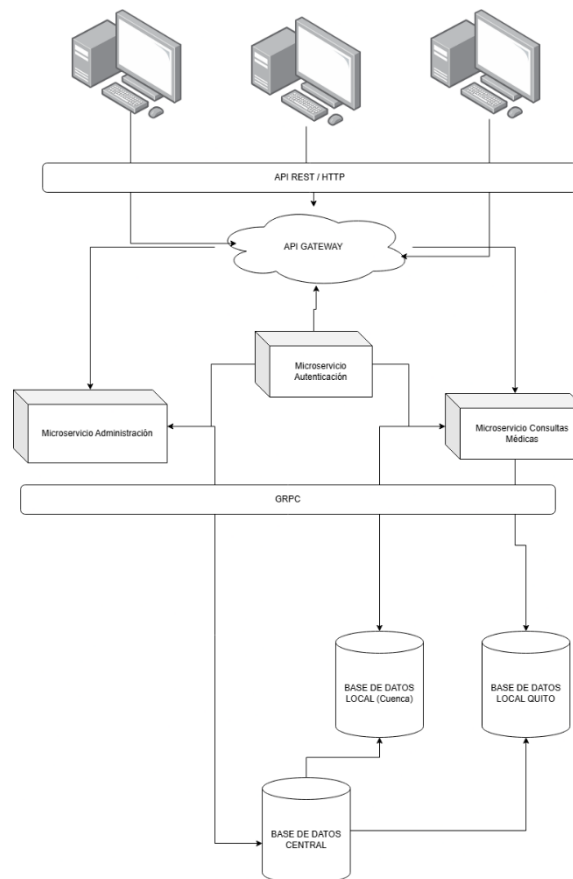 API REST / HTTP
API GATEWAY
Microservicio
Autenticación
Microservicio Administración
Microservicio Consultas
Médicas
GRPC
BASE DE DATOS
LOCAL (Cuenca)
BASE DE DATOS
LOCAL QUITO
BASE DE DATOS
CENTRAL